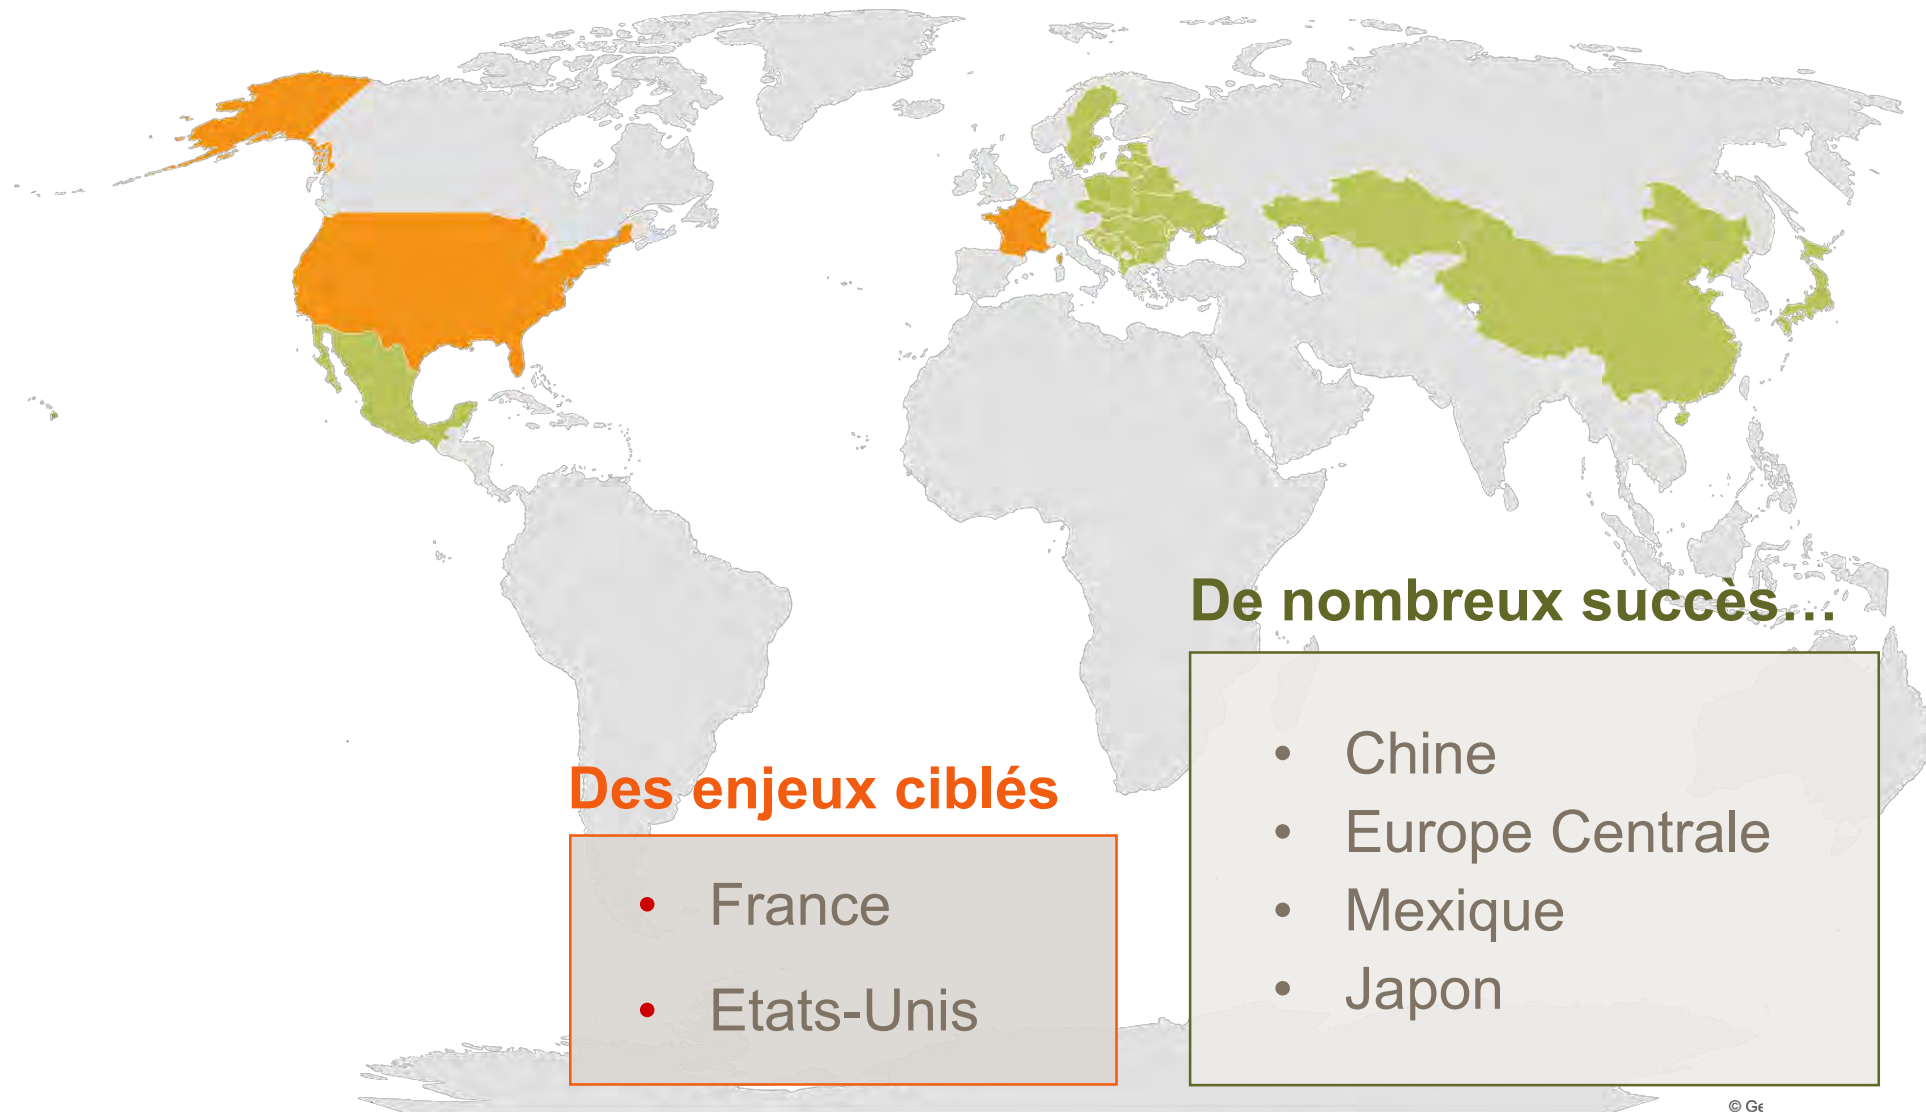 De nombreux succès…
• Chine
• Europe Centrale
• Mexique
• Japon
Des enjeux ciblés
• France
• Etats-Unis
©